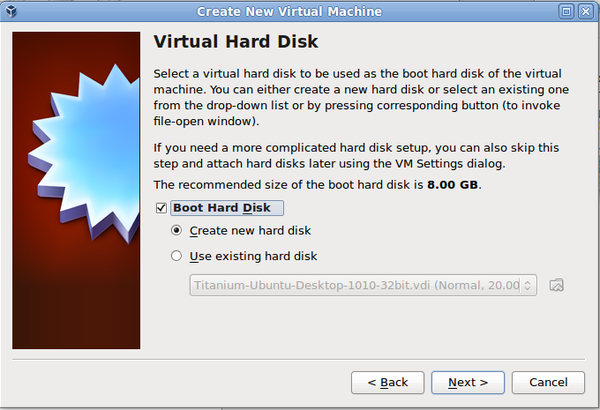 Create New Virtual Machine
Virtual Hard Disk
Select a virtual hard disk to be used as the boot hard disk of the virtual
machine. You can either create a new hard disk or select an existing one
from the drop-down list or by pressing corresponding button (to invoke
file-open window).
If you need a more complicated hard disk setup, you can also skip this
step and attach hard disks later using the VM Settings dialog.
The recommended size of the boot hard disk is 8.00 GB.
Boot Hard Disk
Create new hard disk
Use existing hard disk
Titanium-Ubuntu-Desktop-1010-32bit.vdi (Normal, 20.00
< Back
Next >
Cancel